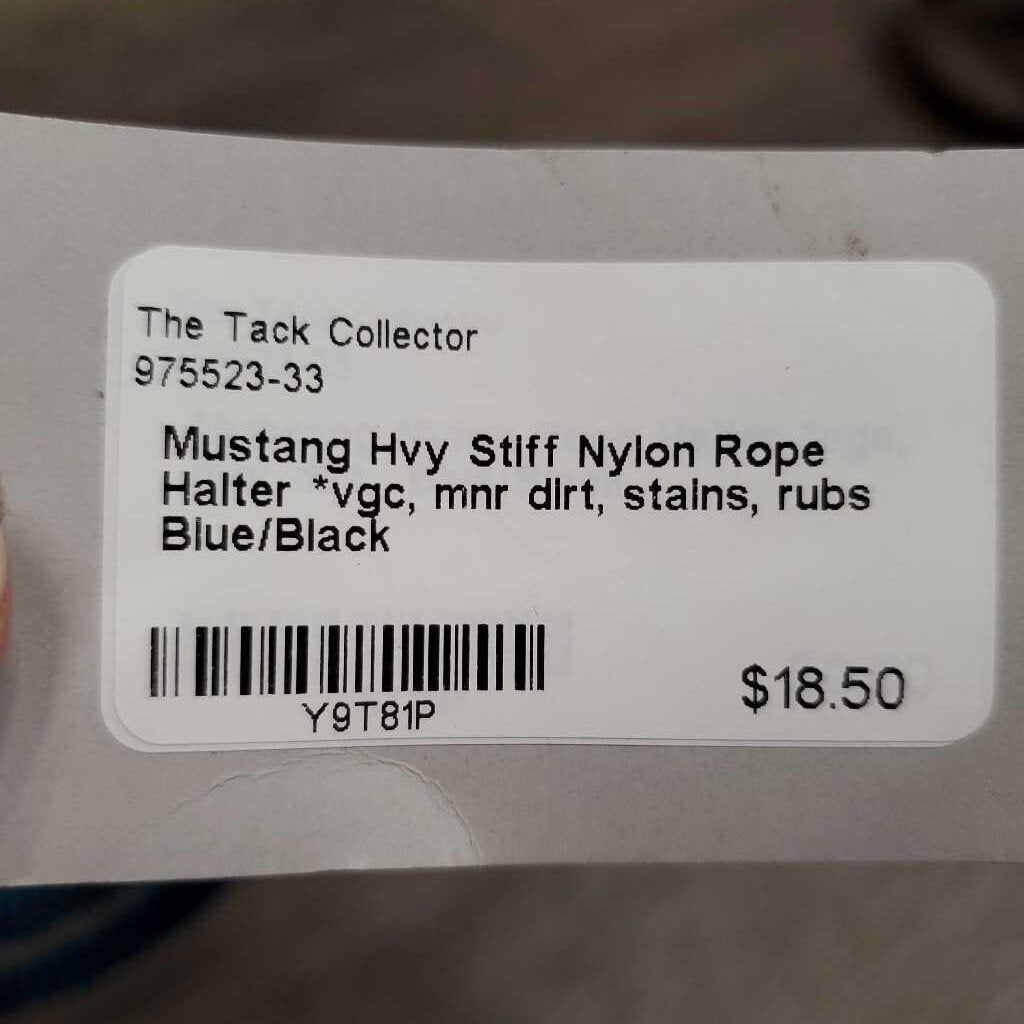 The Tack Collector
975523-33
Mustang Hvy Stiff Nylon Rope
Halter *vgc, mnr dirt, stains, rubs
Blue/Black
Y9T81P
$18.50